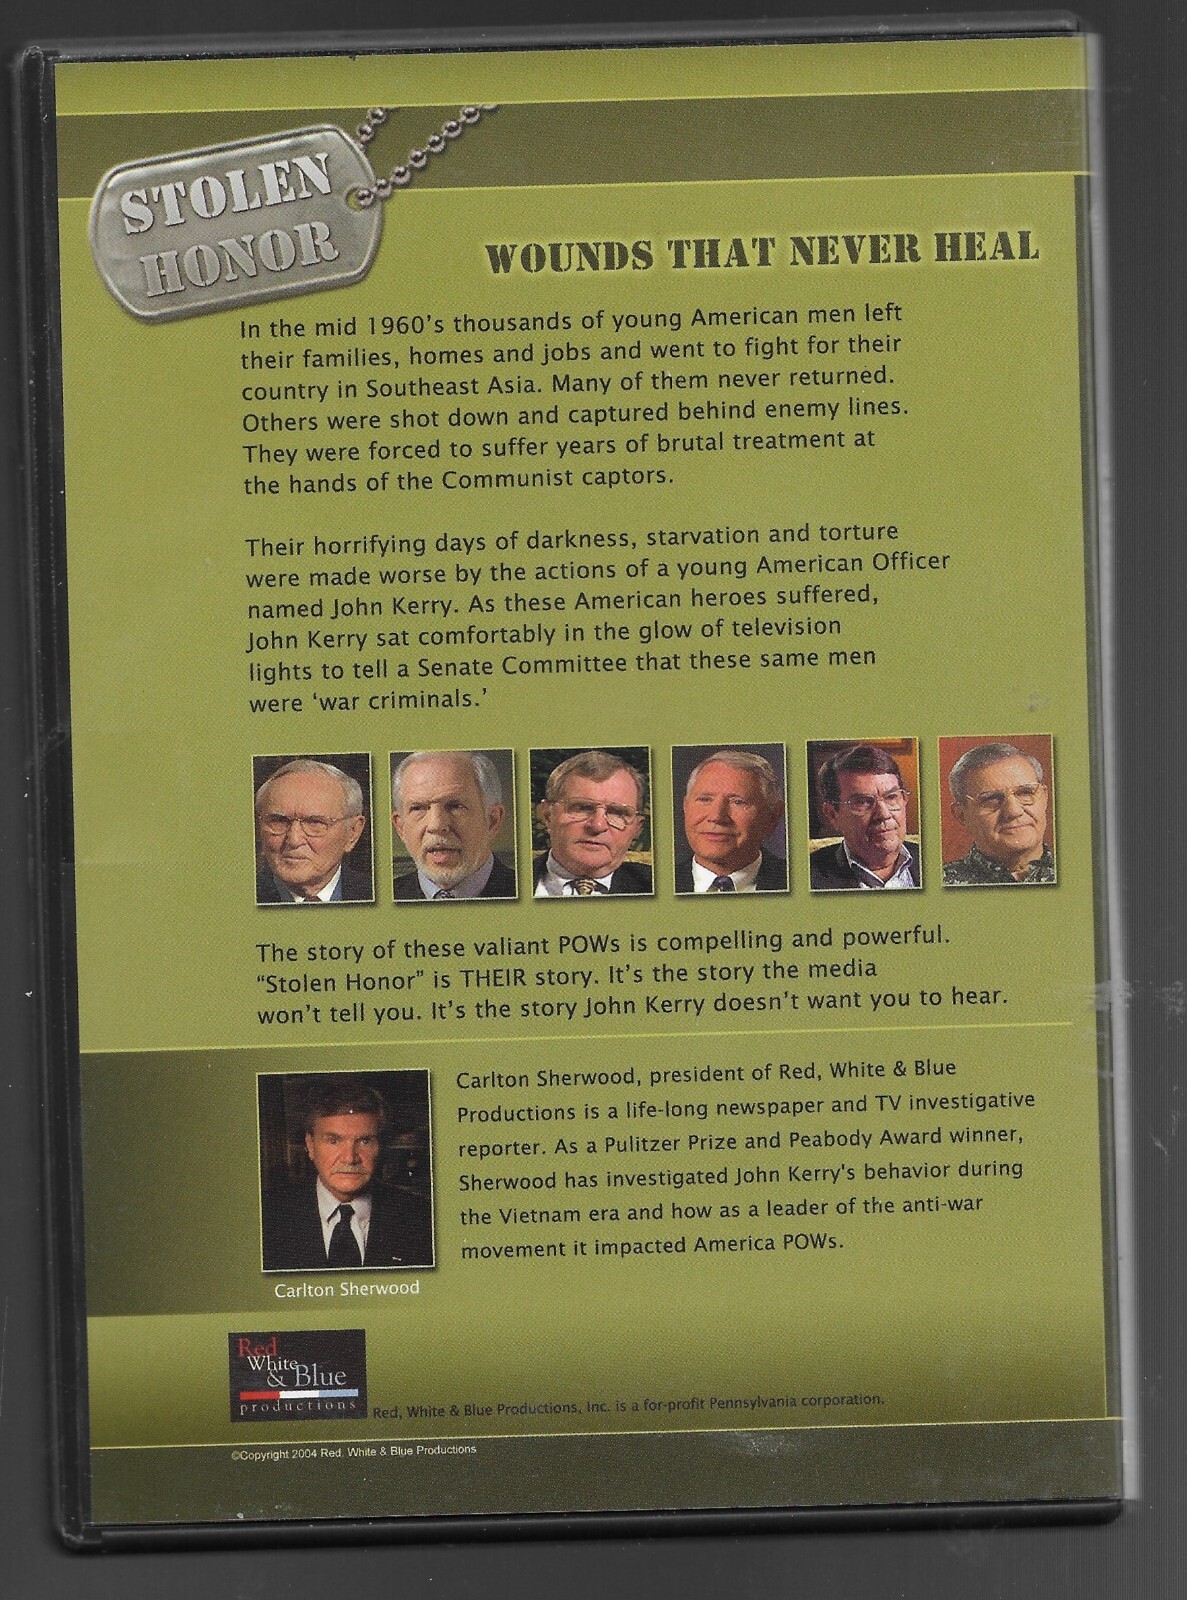 STOLEN
HONOR
WOUNDS THAT NEVER HEAL
In the mid 1960's thousands of young American men left
their families, homes and jobs and went to fight for their
country in Southeast Asia. Many of them never returned.
Others were shot down and captured behind enemy lines.
They were forced to suffer years of brutal treatment at
the hands of the Communist captors.
Their horrifying days of darkness, starvation and torture
were made worse by the actions of a young American Officer
named John Kerry. As these American heroes suffered,
John Kerry sat comfortably in the glow of television
lights to tell a Senate Committee that these same men
were ‘war criminals.’
The story of these valiant POWs is compelling and powerful.
“Stolen Honor” is THEIR story. It's the story the media
won't tell you. It's the story John Kerry doesn't want you to hear.
Carlton Sherwood, president of Red, White & Blue
Productions is a life-long newspaper and TV investigative
reporter. As a Pulitzer Prize and Peabody Award winner,
Sherwood has investigated John Kerry's behavior during
the Vietnam era and how as a leader of the anti-war
movement it impacted America POWs.
Carlton Sherwood
Red
White
& Blue
productions
Red, White & Blue Productions, Inc. is a for-profit Pennsylvania corporation.
©Copyright 2004 Red, White & Blue Productions